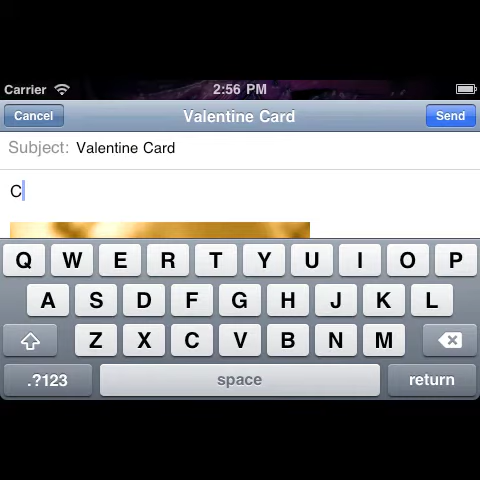 Carrier 2:56 PM
Cancel Valentine Card Send
Subject: Valentine Card
C
Q W E R T Y U I O P
A S D F G H J K L
Z X C V B N M
.?123 space return